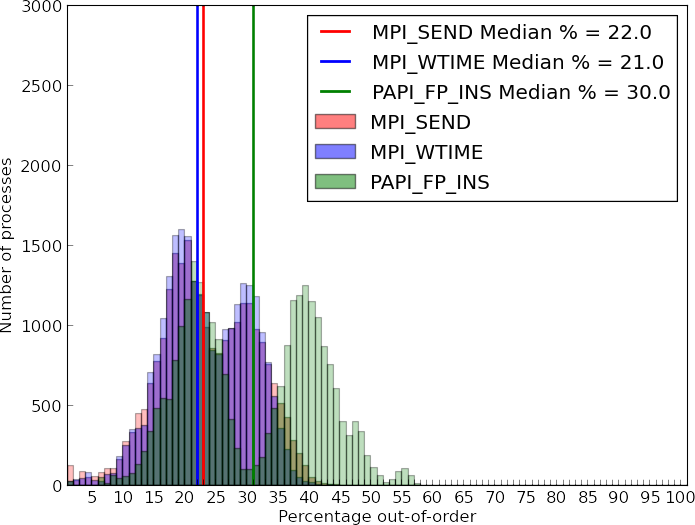 3000
2500
2000
1500
1000
500
0
Number of processes
MPI_SEND Median % = 22.0
MPI_WTIME Median % = 21.0
PAPI_FP_INS Median % = 30.0
MPI_SEND
MPI_WTIME
PAPI_FP_INS
5 10 15 20 25 30 35 40 45 50 55 60 65 70 75 80 85 90 95 100
Percentage out-of-order